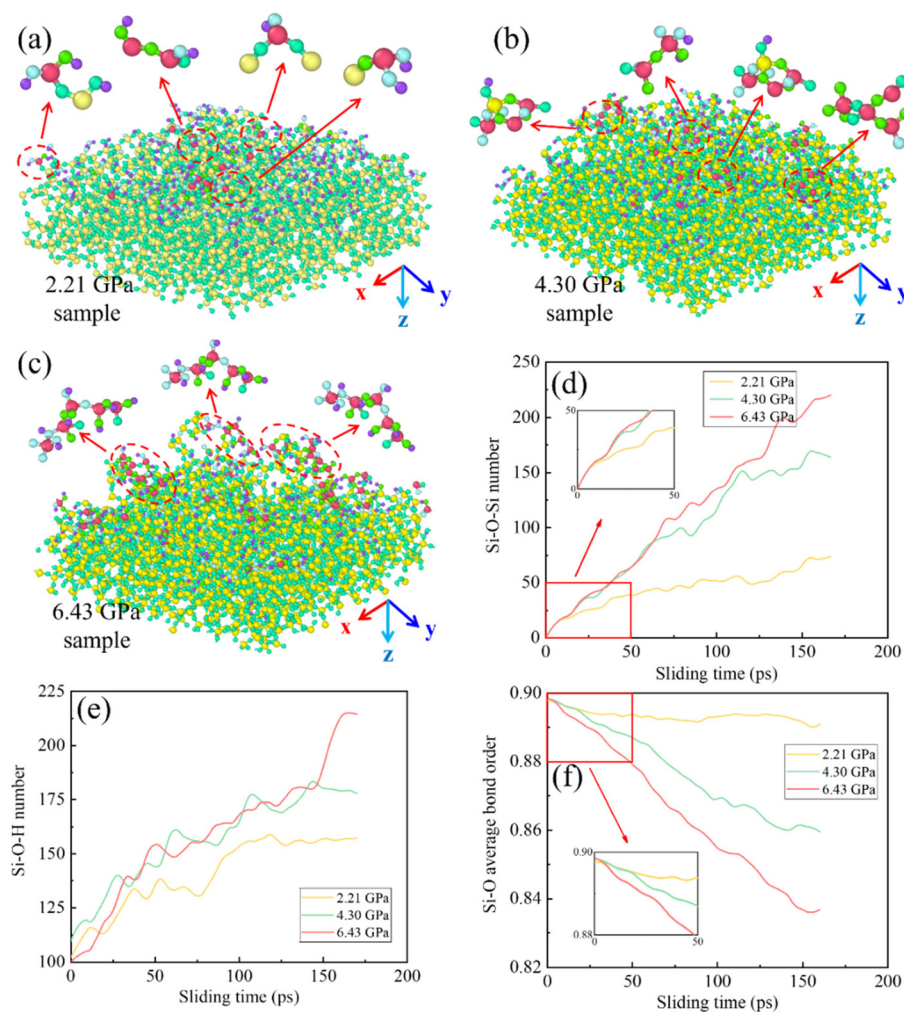 (a)
2.21 GPa
sample
x
y
z
(b)
4.30 GPa
sample
x
y
z
(c)
6.43 GPa
sample
x
y
z
(d)
Si-O-Si number
250
200
150
100
50
0
2.21 GPa
4.30 GPa
6.43 GPa
50
0
0
50
0
50
100
150
200
Sliding time (ps)
(e)
Si-O-H number
225
200
175
150
125
100
2.21 GPa
4.30 GPa
6.43 GPa
0
50
100
150
200
Sliding time (ps)
(f)
Si-O average bond order
0.90
0.88
0.86
0.84
0.82
2.21 GPa
4.30 GPa
6.43 GPa
0.90
0.88
0
50
0
50
100
150
200
Sliding time (ps)